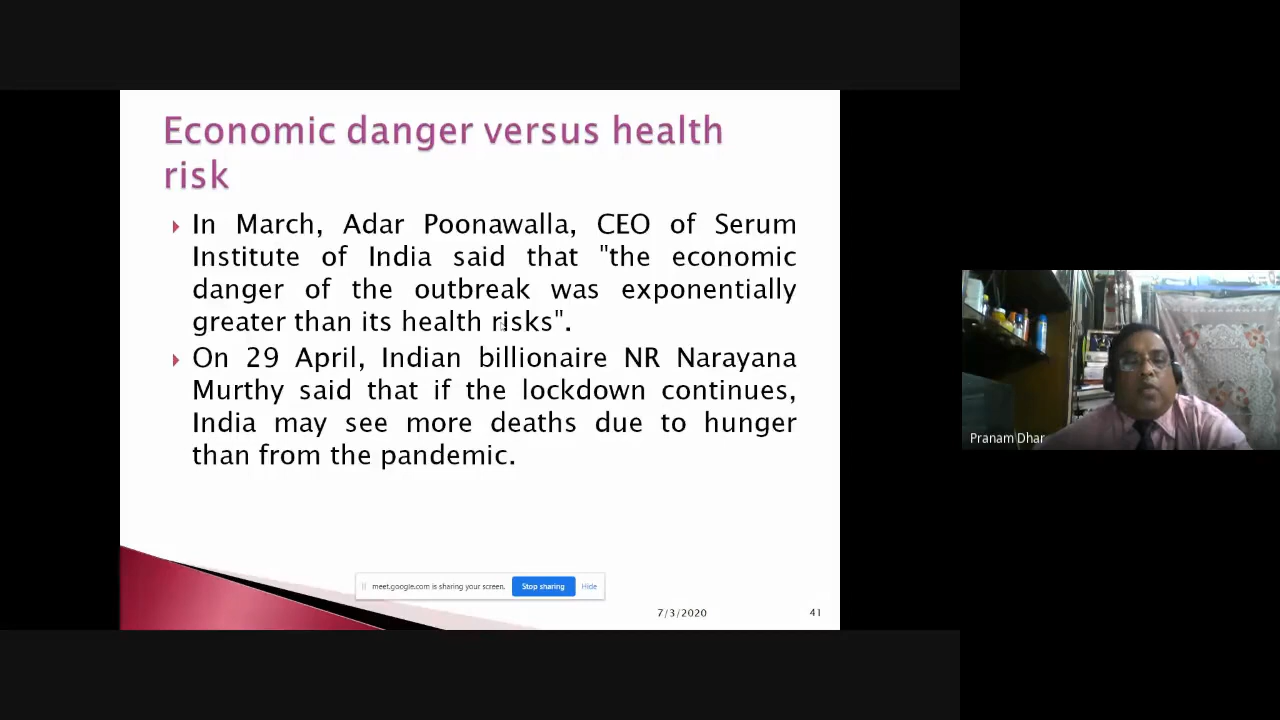 Economic danger versus health
risk
In March, Adar Poonawalla, CEO of Serum
Institute of India said that "the economic
danger of the outbreak was exponentially
greater than its health risks".
On 29 April, Indian billionaire NR Narayana
Murthy said that if the lockdown continues,
India may see more deaths due to hunger
than from the pandemic.
meet.google.com is sharing your screen. Stop sharing Hide
7/3/2020 41
Pranam Dhar